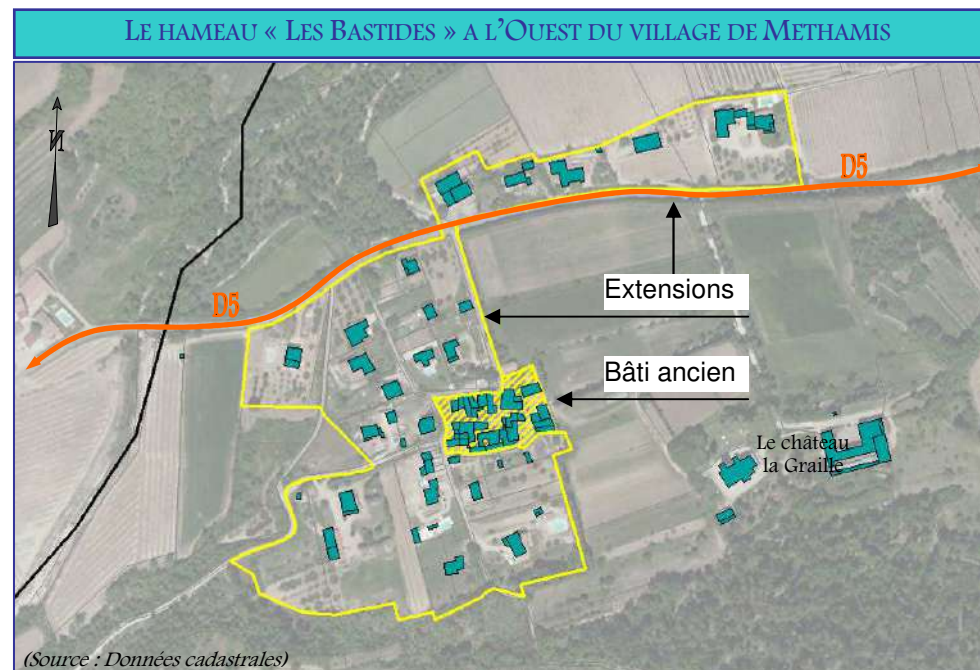 LE HAMEAU « LES BASTIDES » A L'OUEST DU VILLAGE DE METHAMIS
N
D5
D5
Extensions
Bâti ancien
Le château
la Graille
(Source : Données cadastrales)